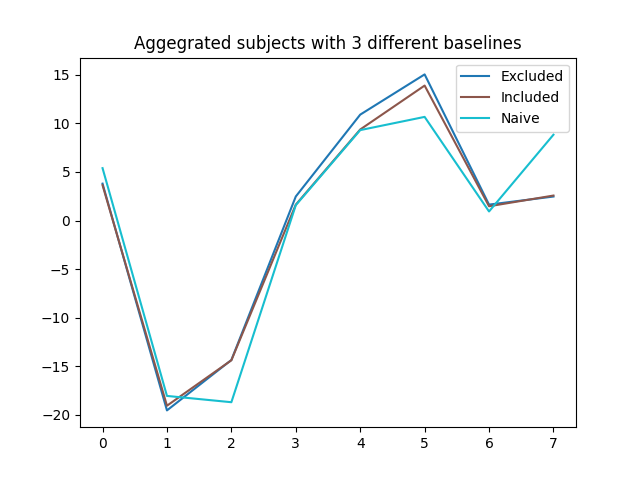 Aggegrated subjects with 3 different baselines
15
10
5
0
−5
−10
−15
−20
0 1 2 3 4 5 6 7
Excluded
Included
Naive